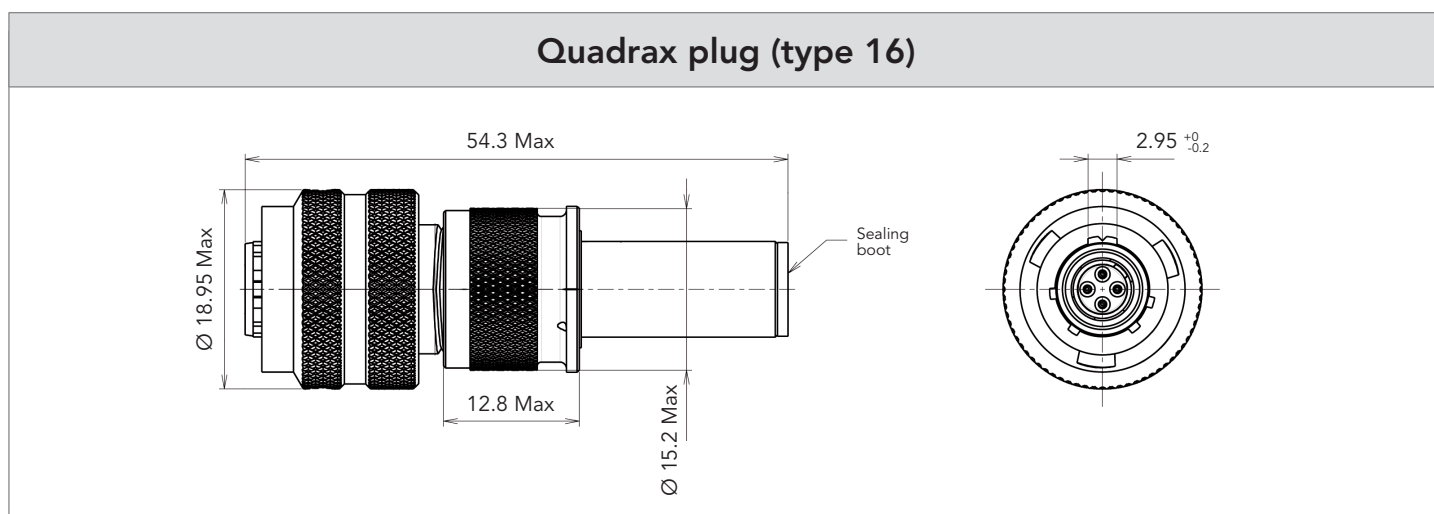 Quadrax plug (type 16)
54.3 Max
2.95 +0 -0.2
Ø 18.95 Max
Sealing
boot
12.8 Max
Ø 15.2 Max